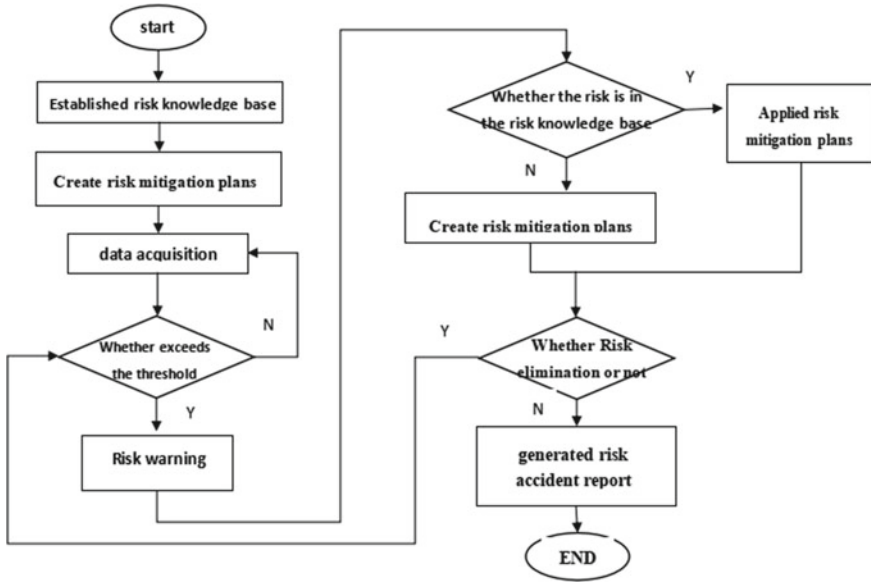 start
Established risk knowledge base
Create risk mitigation plans
data acquisition
N
Whether exceeds
the threshold
Y
Risk warning
Whether the risk is in
the risk knowledge base
Y
Applied risk
mitigation plans
N
Create risk mitigation plans
Y
Whether Risk
elimination or not
N
generated risk
accident report
END